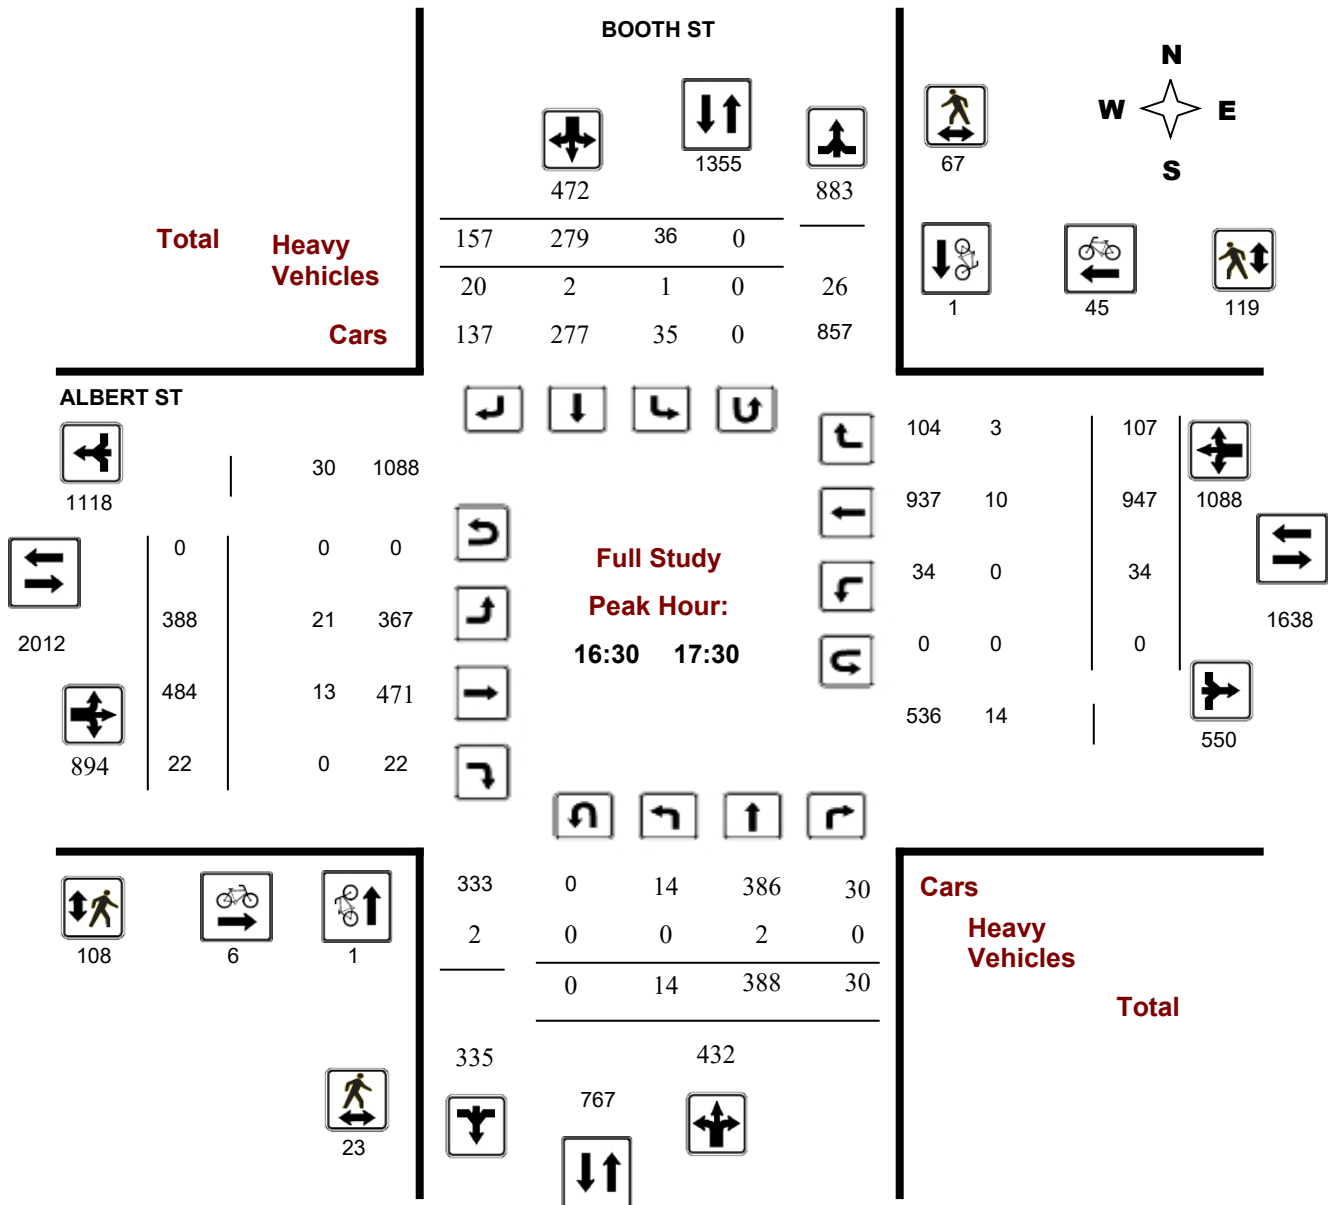 BOOTH ST
N
W E
S
1355
67
472 883
Total Heavy Vehicles
157 279 36 0
20 2 1 0 26
1 45 119
Cars
137 277 35 0 857
ALBERT ST
104 3 107
30 1088
1118
937 10 947 1088
0 0 0
Full Study
34 0 34
388 21 367
Peak Hour:
1638
2012
16:30 17:30
0 0 0
484 13 471
536 14
550
894 22 0 22
333 0 14 386 30
Cars
2 0 0 2 0
Heavy
Vehicles
108 6 1
0 14 388 30
Total
335 432
767
23